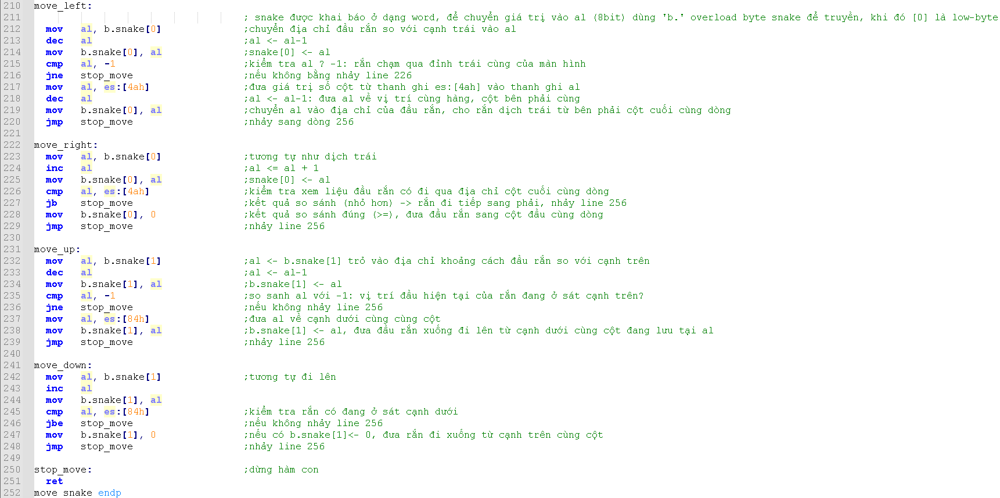 210 move_left:
211 ; snake được khai báo ở dạng word, để chuyển giá trị vào al (8bit) dùng 'b.' overload byte snake để truyền, khi đó [0] là low-byte
212 mov al, b.snake[0] ;chuyển địa chỉ đầu rắn so với cạnh trái vào al
213 dec al ;al <- al-1
214 mov b.snake[0], al ;snake[0] <- al
215 cmp al, -1 ;kiểm tra al ? -1: rắn chạm qua đỉnh trái cùng của màn hình
216 jne stop_move ;nếu không bằng nhảy line 226
217 mov al, es:[4ah] ;đưa giá trị số cột từ thanh ghi es:[4ah] vào thanh ghi al
218 dec al ;al <- al-1: đưa al về vị trí cùng hàng, cột bên phải cùng
219 mov b.snake[0], al ;chuyển al vào địa chỉ của đầu rắn, cho rắn dịch trái từ bên phải cột cuối cùng dòng
220 jmp stop_move ;nhảy sang dòng 256
221
222 move_right:
223 mov al, b.snake[0] ;tương tự như dịch trái
224 inc al ;al <= al + 1
225 mov b.snake[0], al ;snake[0] <- al
226 cmp al, es:[4ah] ;kiểm tra xem liệu đầu rắn có đi qua địa chỉ cột cuối cùng dòng
227 jb stop_move ;kết quả so sánh (nhỏ hơn) -> rắn đi tiếp sang phải, nhảy line 256
228 mov b.snake[0], 0 ;kết quả so sánh đúng (>=), đưa đầu rắn sang cột đầu cùng dòng
229 jmp stop_move ;nhảy line 256
230
231 move_up:
232 mov al, b.snake[1] ;al <- b.snake[1] trỏ vào địa chỉ khoảng cách đầu rắn so với cạnh trên
233 dec al ;al <- al-1
234 mov b.snake[1], al ;b.snake[1] <- al
235 cmp al, -1 ;so sanh al với -1: vị trí đầu hiện tại của rắn đang ở sát cạnh trên?
236 jne stop_move ;nếu không nhảy line 256
237 mov al, es:[84h] ;đưa al về cạnh dưới cùng cùng cột
238 mov b.snake[1], al ;b.snake[1] <- al, đưa đầu rắn xuống đi lên từ cạnh dưới cùng cột đang lưu tại al
239 jmp stop_move ;nhảy line 256
240
241 move_down:
242 mov al, b.snake[1] ;tương tự đi lên
243 inc al
244 mov b.snake[1], al
245 cmp al, es:[84h] ;kiểm tra rắn có đang ở sát cạnh dưới
246 jbe stop_move ;nếu không nhảy line 256
247 mov b.snake[1], 0 ;nếu có b.snake[1]<- 0, đưa rắn đi xuống từ cạnh trên cùng cột
248 jmp stop_move ;nhảy line 256
249
250 stop_move: ;dừng hàm con
251 ret
252 move_snake endp